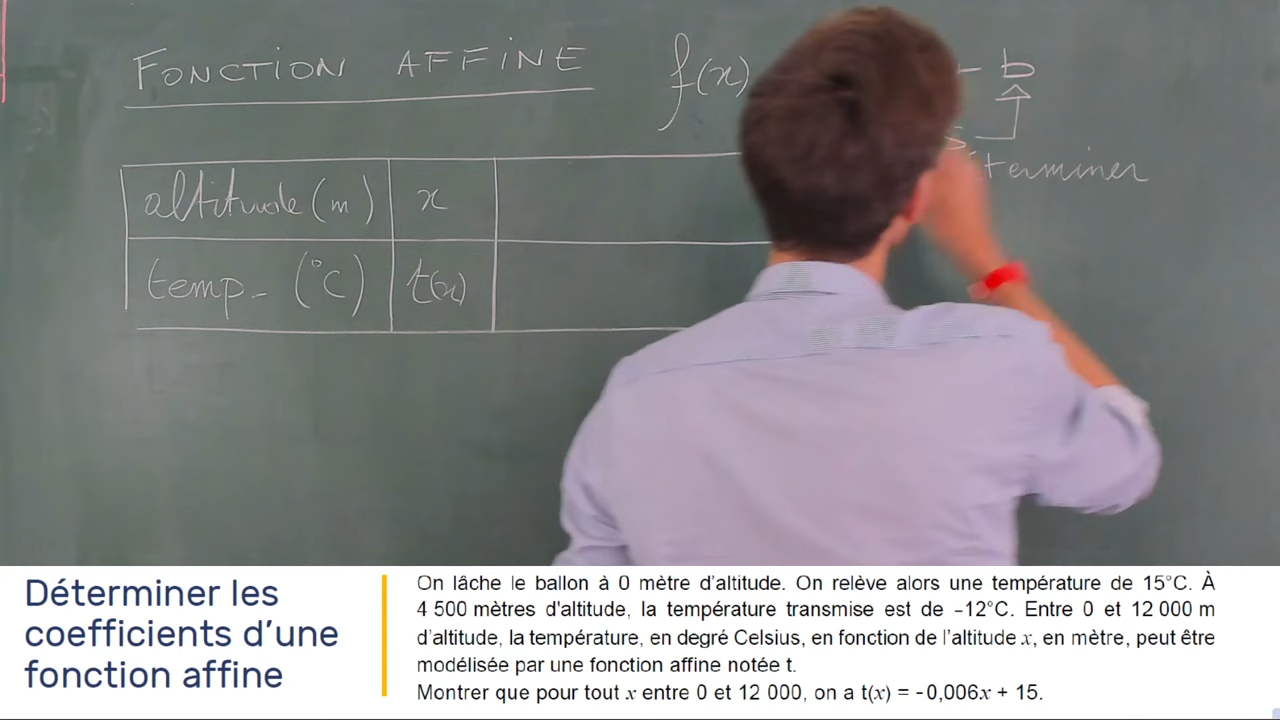 FONCTION AFFINE f(x) - b
terminer
altitude (m) x
temp. (°C) t(x)
Déterminer les
coefficients d'une
fonction affine
On lâche le ballon à 0 mètre d'altitude. On relève alors une température de 15°C. À
4 500 mètres d'altitude, la température transmise est de –12°C. Entre 0 et 12 000 m
d'altitude, la température, en degré Celsius, en fonction de l'altitude x, en mètre, peut être
modélisée par une fonction affine notée t.
Montrer que pour tout x entre 0 et 12 000, on a t(x) = -0,006x + 15.